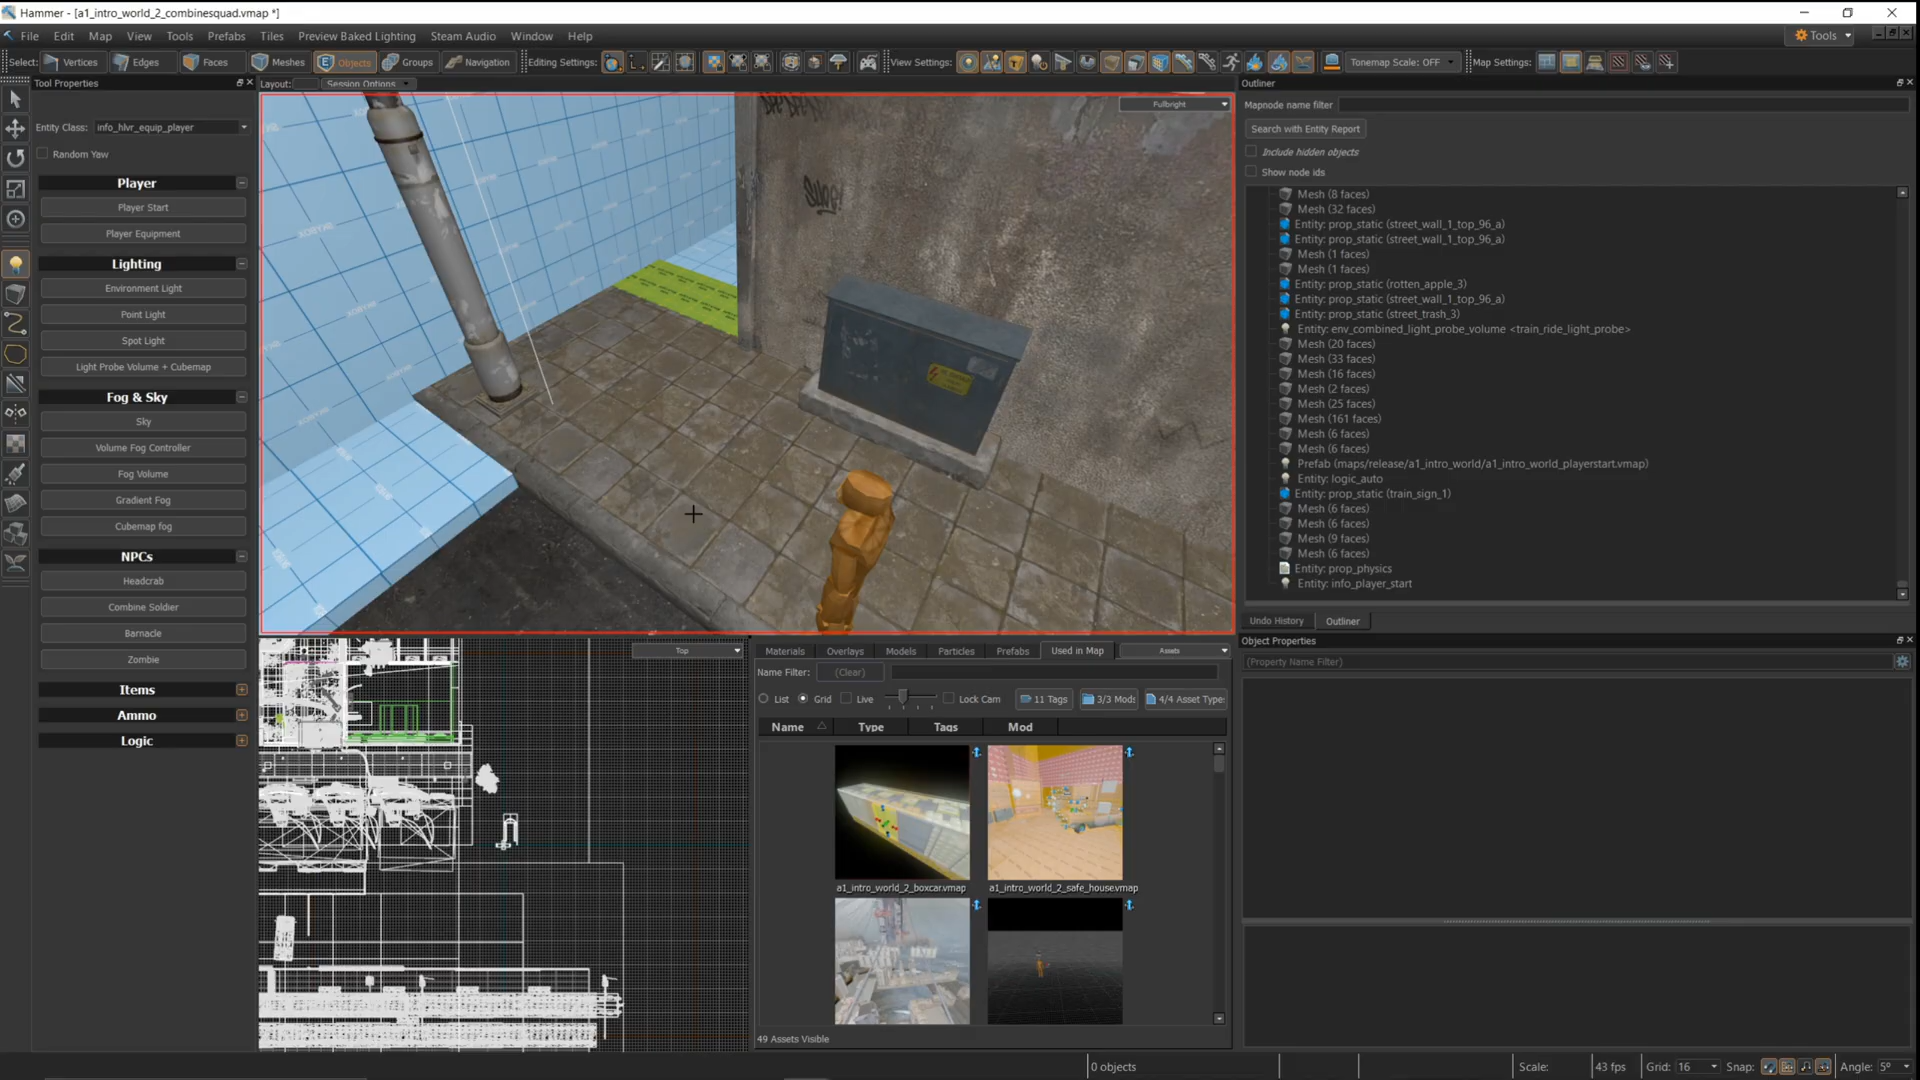 Hammer - [a1_intro_world_2_combinesquad.vmap *]
File Edit Map View Tools Prefabs Tiles Preview Baked Lighting Steam Audio Window Help
Tools
Select: Vertices Edges Faces Meshes Objects Groups Navigation Editing Settings: View Settings: Tonemap Scale: OFF Map Settings:
Tool Properties
Layout: Session Options
Outliner
Fulbright
Mapnode name filter
Entity Class: info_hlvr_equip_player
Search with Entity Report
Random Yaw
Include hidden objects
Show node ids
Player
Player Start
Player Equipment
Lighting
Environment Light
Point Light
Spot Light
Light Probe Volume + Cubemap
Fog & Sky
Sky
Volume Fog Controller
Fog Volume
Gradient Fog
Cubemap fog
NPCs
Headcrab
Combine Soldier
Barnacle
Zombie
Items
Ammo
Logic
Mesh (8 faces)
Mesh (32 faces)
Entity: prop_static (street_wall_1_top_96_a)
Entity: prop_static (street_wall_1_top_96_a)
Mesh (1 faces)
Mesh (1 faces)
Entity: prop_static (rotten_apple_3)
Entity: prop_static (street_wall_1_top_96_a)
Entity: prop_static (street_trash_3)
Entity: env_combined_light_probe_volume <train_ride_light_probe>
Mesh (20 faces)
Mesh (33 faces)
Mesh (16 faces)
Mesh (2 faces)
Mesh (25 faces)
Mesh (161 faces)
Mesh (6 faces)
Mesh (6 faces)
Prefab (maps/release/a1_intro_world/a1_intro_world_playerstart.vmap)
Entity: logic_auto
Entity: prop_static (train_sign_1)
Mesh (6 faces)
Mesh (6 faces)
Mesh (9 faces)
Mesh (6 faces)
Entity: prop_physics
Entity: info_player_start
Undo History Outliner
Object Properties
(Property Name Filter)
Top
Materials Overlays Models Particles Prefabs Used in Map Assets
Name Filter: (Clear)
List Grid Live Lock Cam 11 Tags 3/3 Mods 4/4 Asset Types
Name Type Tags Mod
a1_intro_world_2_boxcar.vmap a1_intro_world_2_safe_house.vmap
49 Assets Visible
0 objects Scale: 43 fps Grid: 16 Snap: Angle: 5°